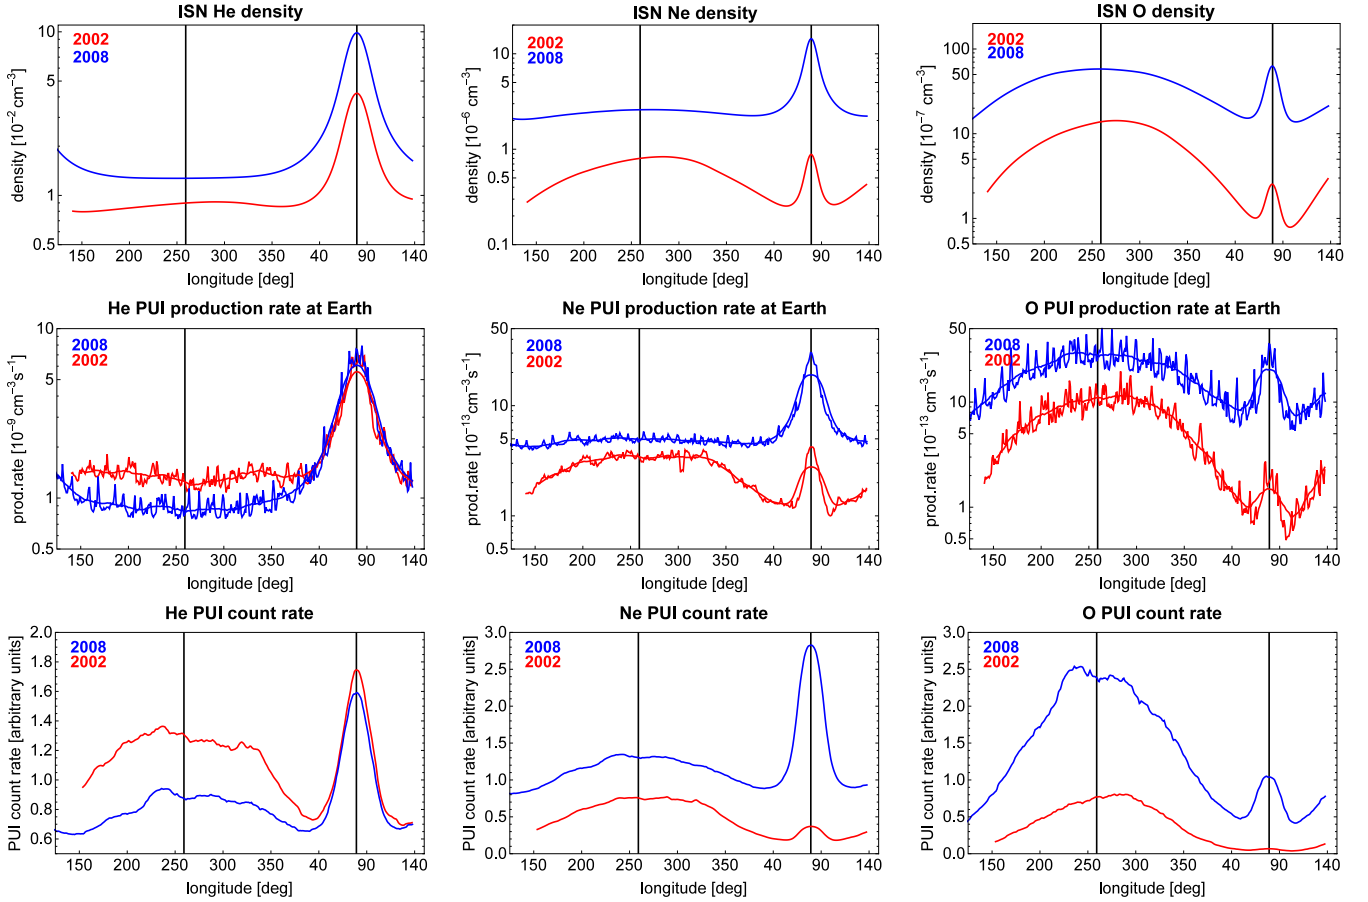 ISN He density
2002
2008
density [10⁻² cm⁻³]
10
5
1
0.5
150 200 250 300 40 90 140
longitude [deg]
ISN Ne density
2002
2008
density [10⁻⁶ cm⁻³]
10
5
1
0.5
0.1
150 200 250 300 40 90 140
longitude [deg]
ISN O density
2002
2008
density [10⁻⁷ cm⁻³]
100
50
10
5
1
0.5
150 200 250 300 350 40 90 140
longitude [deg]
He PUI production rate at Earth
2008
2002
prod.rate [10⁻⁹ cm⁻³s⁻¹]
10
5
1
0.5
150 200 250 300 40 90 140
longitude [deg]
Ne PUI production rate at Earth
2008
2002
prod.rate [10⁻¹³ cm⁻³s⁻¹]
50
10
5
1
0.5
150 200 250 300 350 40 90 140
longitude [deg]
O PUI production rate at Earth
2008
2002
prod.rate [10⁻¹³ cm⁻³s⁻¹]
50
10
5
1
0.5
150 200 250 300 350 40 90 140
longitude [deg]
He PUI count rate
2008
2002
PUI count rate [arbitrary units]
2.0
1.8
1.6
1.4
1.2
1.0
0.8
0.6
150 200 250 300 40 90 140
longitude [deg]
Ne PUI count rate
2008
2002
PUI count rate [arbitrary units]
3.0
2.5
2.0
1.5
1.0
0.5
0.0
150 200 250 300 350 40 90 140
longitude [deg]
O PUI count rate
2008
2002
PUI count rate [arbitrary units]
3.0
2.5
2.0
1.5
1.0
0.5
0.0
150 200 250 300 350 40 90 140
longitude [deg]